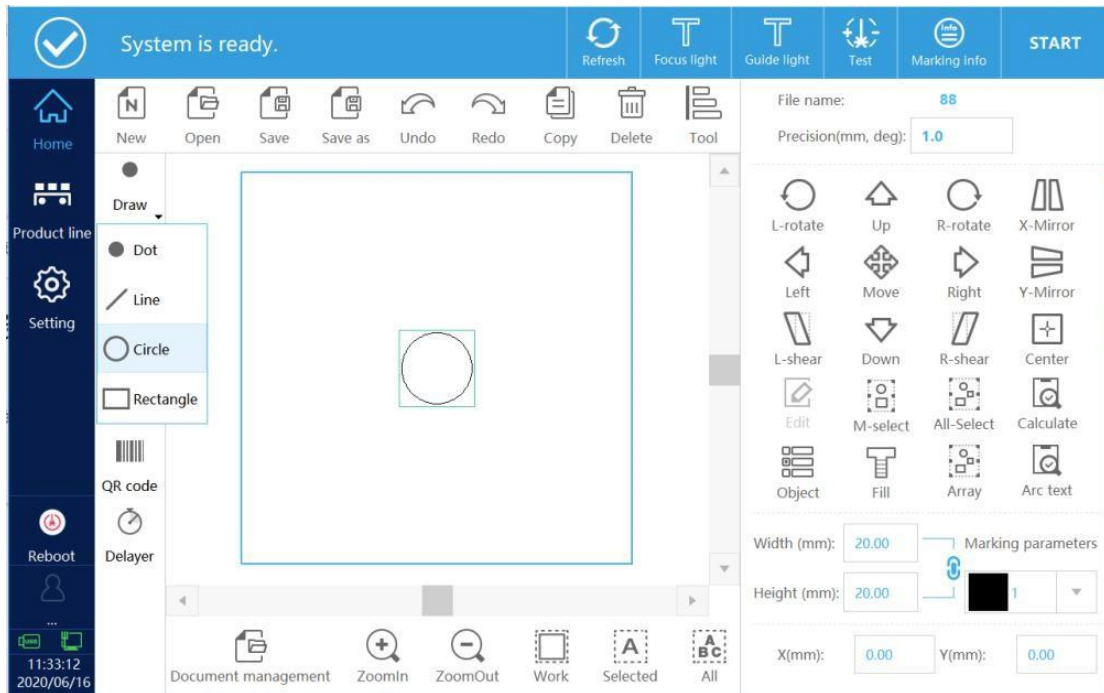 System is ready.
Refresh
Focus light
Guide light
Test
Info
Marking info
START
Home
Product line
Setting
Reboot
...
USB
11:33:12
2020/06/16
N
New
Open
Save
Save as
Undo
Redo
Copy
Delete
Tool
Draw
Dot
Line
Circle
Rectangle
QR code
Delayer
Document management
ZoomIn
ZoomOut
Work
A
Selected
A
B C
All
File name: 88
Precision(mm, deg): 1.0
L-rotate
Up
R-rotate
X-Mirror
Left
Move
Right
Y-Mirror
L-shear
Down
R-shear
Center
Edit
M-select
All-Select
Calculate
Object
Fill
Array
Arc text
Width (mm): 20.00
Marking parameters
Height (mm): 20.00
1
X(mm): 0.00 Y(mm): 0.00